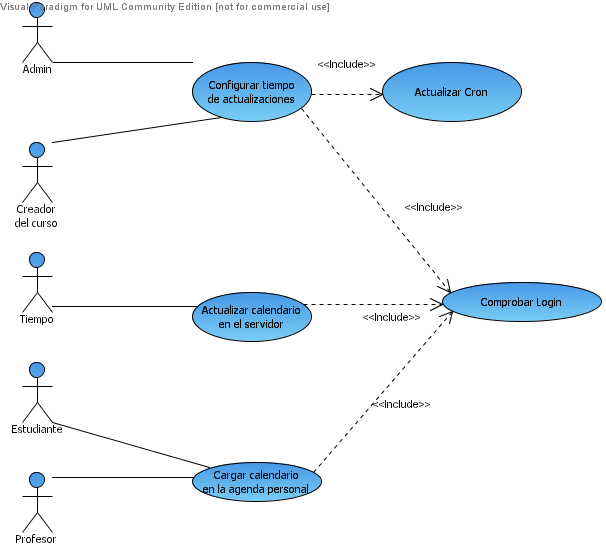 Visual Paradigm for UML Community Edition [not for commercial use]
Admin
<<Include>>
Configurar tiempo
de actualizaciones
Actualizar Cron
Creador
del curso
<<Include>>
Tiempo
Actualizar calendario
en el servidor
<<Include>>
Comprobar Login
Estudiante
<<Include>>
Cargar calendario
en la agenda personal
Profesor